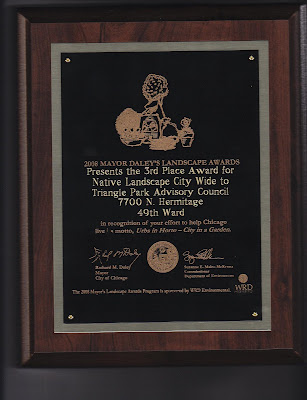 2008 MAYOR DALEY'S LANDSCAPE AWARDS
Presents the 3rd Place Award for
Native Landscape City Wide to
Triangle Park Advisory Council
7700 N. Hermitage
49th Ward
in recognition of your effort to help Chicago
live motto, Urbs in Horto – City in a Garden.
Richard M. Daley
Mayor
City of Chicago
Suzanne
Commissioner
Department of Environment
WRD
The 2008 Mayor's Landscape Awards Program is sponsored by WRD Environmental.